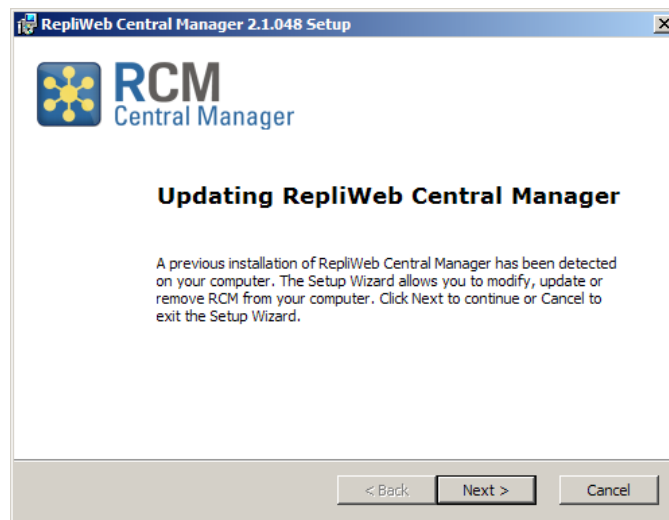 RepliWeb Central Manager 2.1.048 Setup
RCM
Central Manager
Updating RepliWeb Central Manager
A previous installation of RepliWeb Central Manager has been detected
on your computer. The Setup Wizard allows you to modify, update or
remove RCM from your computer. Click Next to continue or Cancel to
exit the Setup Wizard.
< Back Next > Cancel